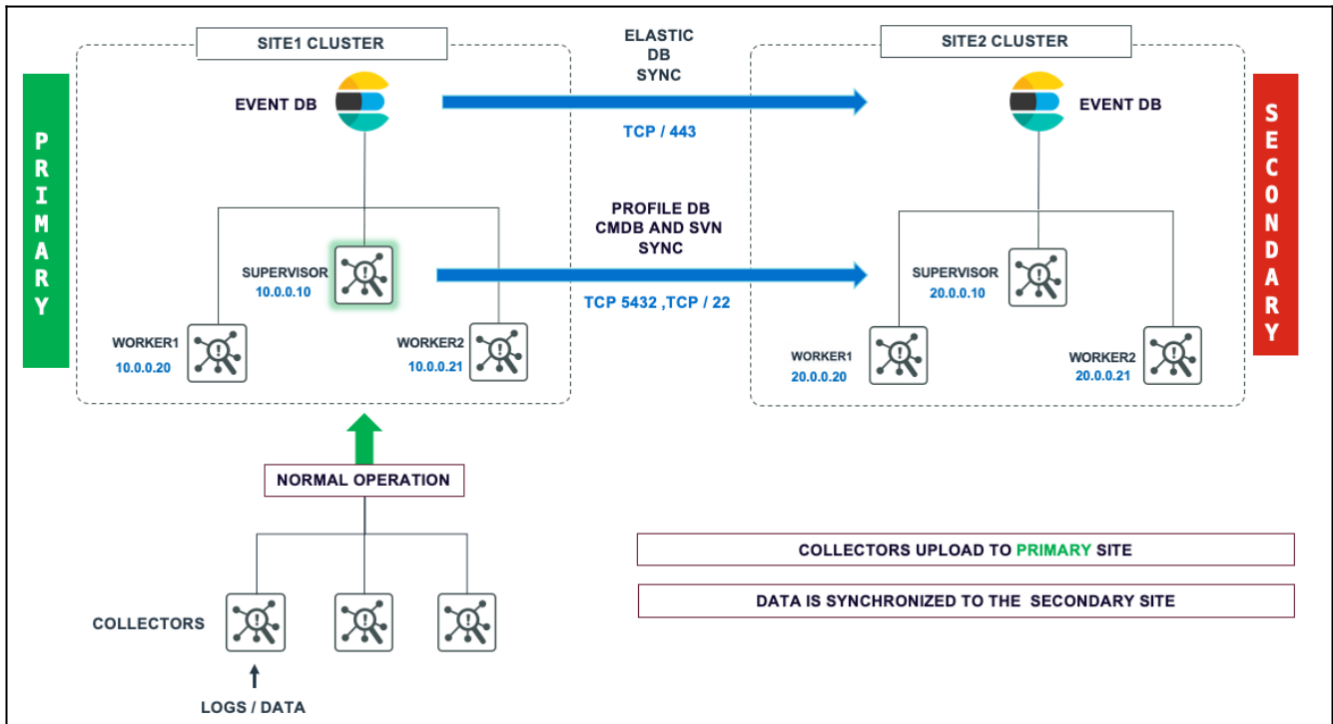 SITE1 CLUSTER
ELASTIC
DB
SYNC
SITE2 CLUSTER
PRIMARY
EVENT DB
TCP / 443
EVENT DB
SECONDARY
PROFILE DB
CMDB AND SVN
SYNC
SUPERVISOR
10.0.0.10
TCP 5432 ,TCP / 22
SUPERVISOR
20.0.0.10
WORKER1
10.0.0.20
WORKER2
10.0.0.21
WORKER1
20.0.0.20
WORKER2
20.0.0.21
NORMAL OPERATION
COLLECTORS UPLOAD TO PRIMARY SITE
DATA IS SYNCHRONIZED TO THE SECONDARY SITE
COLLECTORS
LOGS / DATA